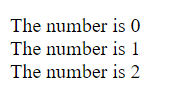 The number is 0
The number is 1
The number is 2